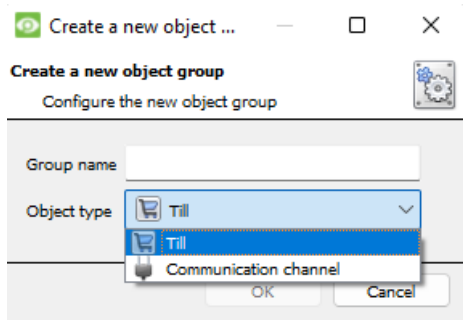 Create a new object ...
Create a new object group
Configure the new object group
Group name
Object type
Till
Till
Communication channel
OK
Cancel